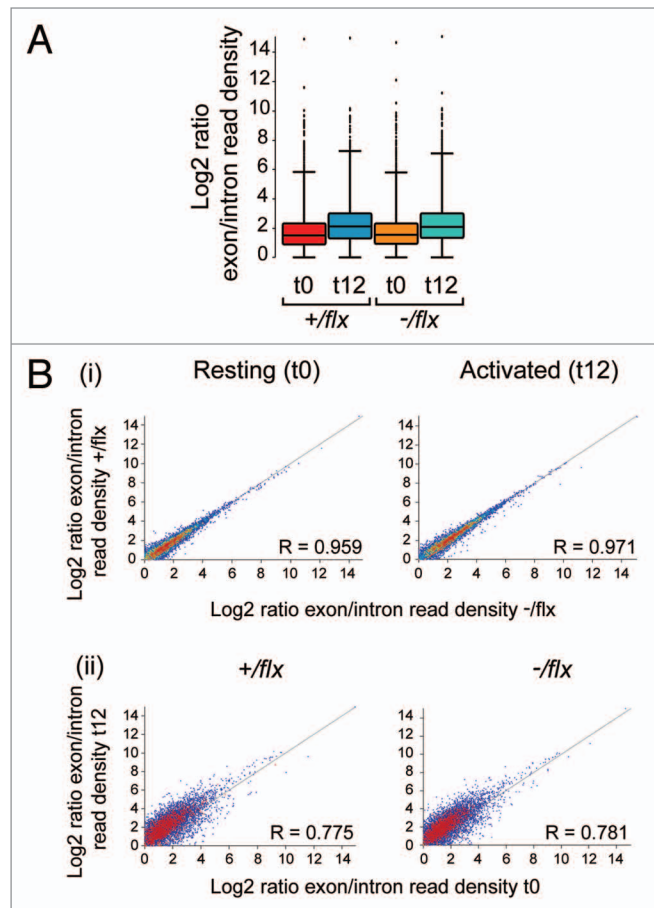 A
Log2 ratio
exon/intron read density
14
12
10
8
6
4
2
0
t0 t12 t0 t12
+/flx -/flx
B (i) Resting (t0) Activated (t12)
Log2 ratio exon/intron
read density +/flx
14
12
10
8
6
4
2
0
R = 0.959
0 2 4 6 8 10 12 14
14
12
10
8
6
4
2
0
R = 0.971
0 2 4 6 8 10 12 14
Log2 ratio exon/intron read density -/flx
(ii) +/flx -/flx
Log2 ratio exon/intron
read density t12
14
12
10
8
6
4
2
0
R = 0.775
0 2 4 6 8 10 12 14
14
12
10
8
6
4
2
0
R = 0.781
0 2 4 6 8 10 12 14
Log2 ratio exon/intron read density t0